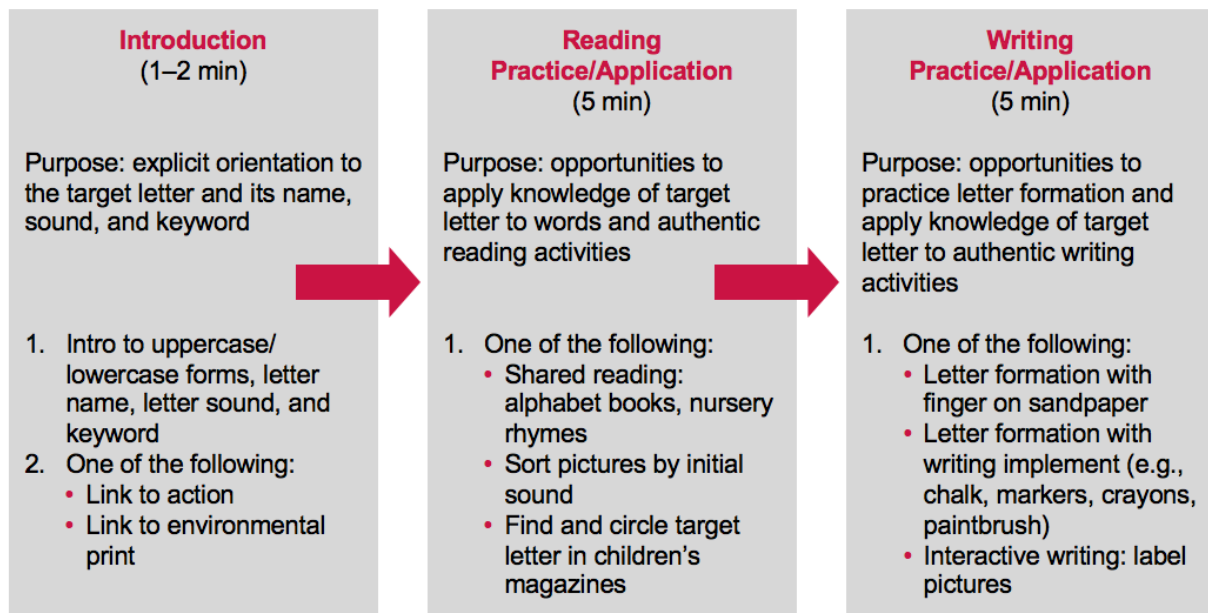 Introduction
(1–2 min)
Purpose: explicit orientation to
the target letter and its name,
sound, and keyword
1. Intro to uppercase/
lowercase forms, letter
name, letter sound, and
keyword
2. One of the following:
• Link to action
• Link to environmental
print
Reading
Practice/Application
(5 min)
Purpose: opportunities to
apply knowledge of target
letter to words and authentic
reading activities
1. One of the following:
• Shared reading:
alphabet books, nursery
rhymes
• Sort pictures by initial
sound
• Find and circle target
letter in children’s
magazines
Writing
Practice/Application
(5 min)
Purpose: opportunities to
practice letter formation and
apply knowledge of target
letter to authentic writing
activities
1. One of the following:
• Letter formation with
finger on sandpaper
• Letter formation with
writing implement (e.g.,
chalk, markers, crayons,
paintbrush)
• Interactive writing: label
pictures